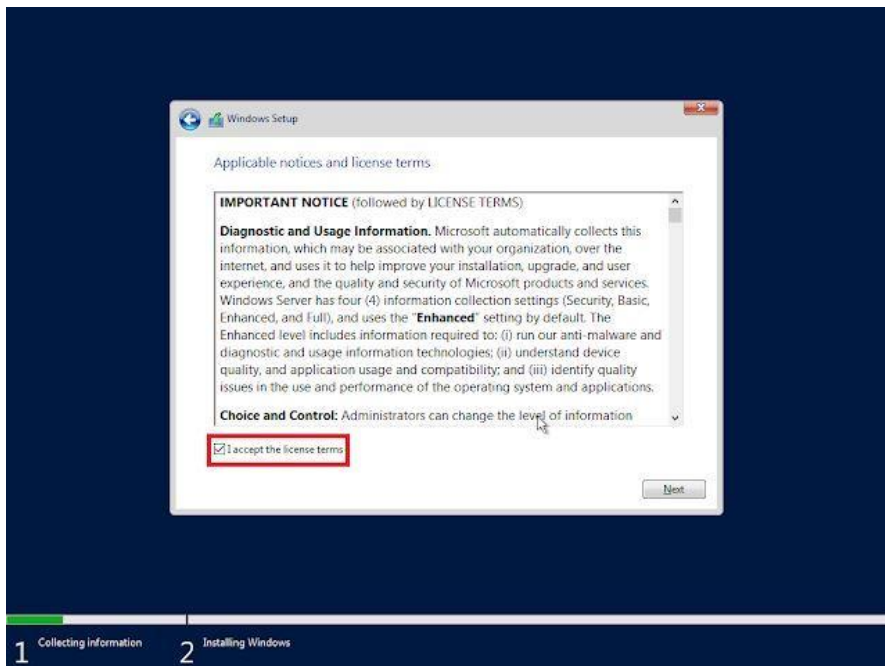 Windows Setup
Applicable notices and license terms
IMPORTANT NOTICE (followed by LICENSE TERMS)
Diagnostic and Usage Information. Microsoft automatically collects this
information, which may be associated with your organization, over the
internet, and uses it to help improve your installation, upgrade, and user
experience, and the quality and security of Microsoft products and services.
Windows Server has four (4) information collection settings (Security, Basic,
Enhanced, and Full), and uses the "Enhanced" setting by default. The
Enhanced level includes information required to: (i) run our anti-malware and
diagnostic and usage information technologies; (ii) understand device
quality, and application usage and compatibility; and (iii) identify quality
issues in the use and performance of the operating system and applications.
Choice and Control: Administrators can change the level of information
I accept the license terms
Next
1 Collecting information
2 Installing Windows